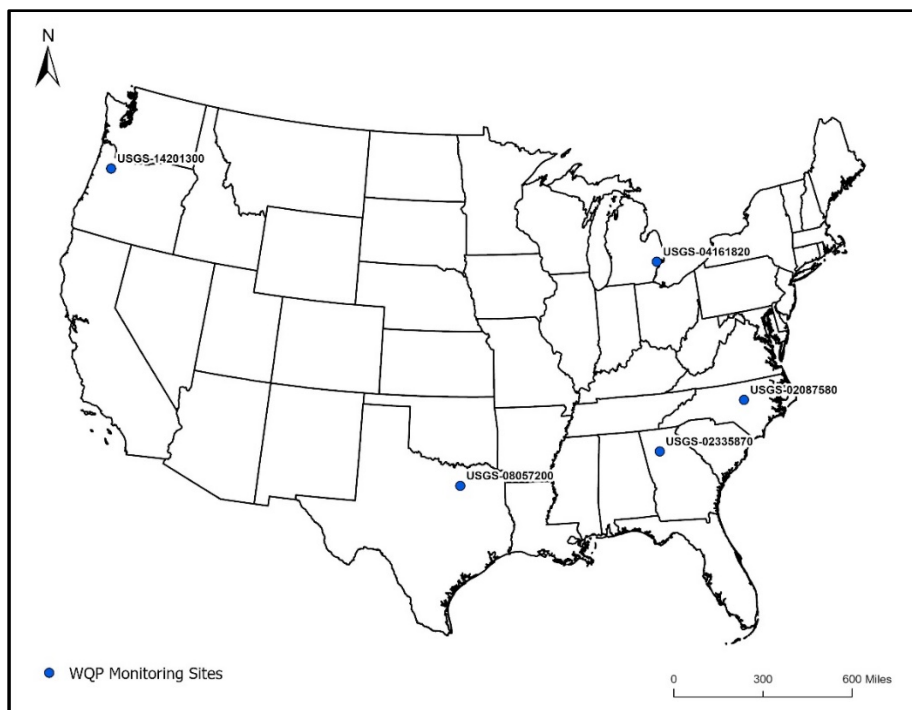 N
USGS-14201300
USGS-04161820
USGS-02087580
USGS-02335870
USGS-08057200
WQP Monitoring Sites
0 300 600 Miles